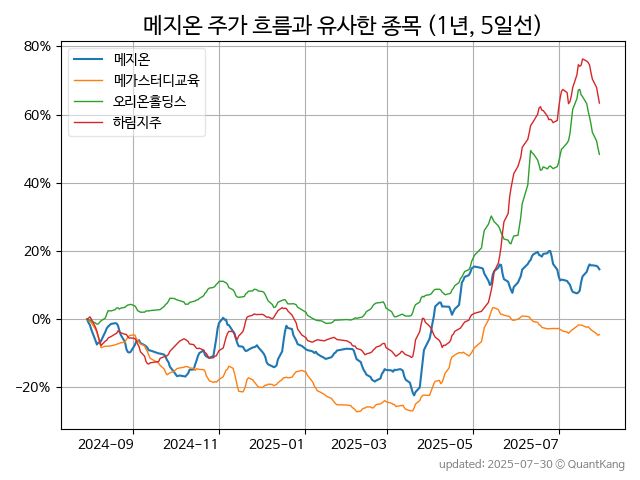 메지온 주가 흐름과 유사한 종목 (1년, 5일선)
메지온
메가스터디교육
오리온홀딩스
하림지주
80%
60%
40%
20%
0%
−20%
2024-09
2024-11
2025-01
2025-03
2025-05
2025-07
updated: 2025-07-30 © QuantKang